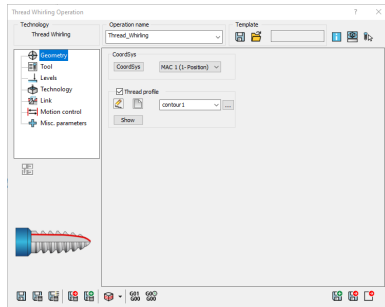 Thread Whirling Operation
? ×
Technology
Operation name
Template
Thread Whirling
Thread_Whirling
Geometry
Tool
Levels
Technology
Link
Motion control
Misc. parameters
CoordSys
CoordSys
MAC 1 (1- Position)
Thread profile
contour1
...
Show
G01
G00
G0
G00